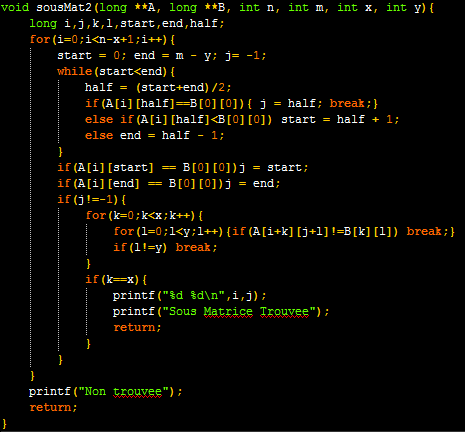 void sousMat2(long **A, long **B, int n, int m, int x, int y){
    long i,j,k,l,start,end,half;
    for(i=0;i<n-x+1;i++){
        start = 0; end = m - y; j= -1;
        while(start<end){
            half = (start+end)/2;
            if(A[i][half]==B[0][0]){ j = half; break;}
            else if(A[i][half]<B[0][0]) start = half + 1;
            else end = half - 1;
        }
        if(A[i][start] == B[0][0])j = start;
        if(A[i][end] == B[0][0])j = end;
        if(j!=-1){
            for(k=0;k<x;k++){
                for(l=0;l<y;l++){if(A[i+k][j+l]!=B[k][l]) break;}
                if(l!=y) break;
            }
            if(k==x){
                printf("%d %d\n",i,j);
                printf("Sous Matrice Trouvee");
                return;
            }
        }
    }
    printf("Non trouvee");
    return;
}